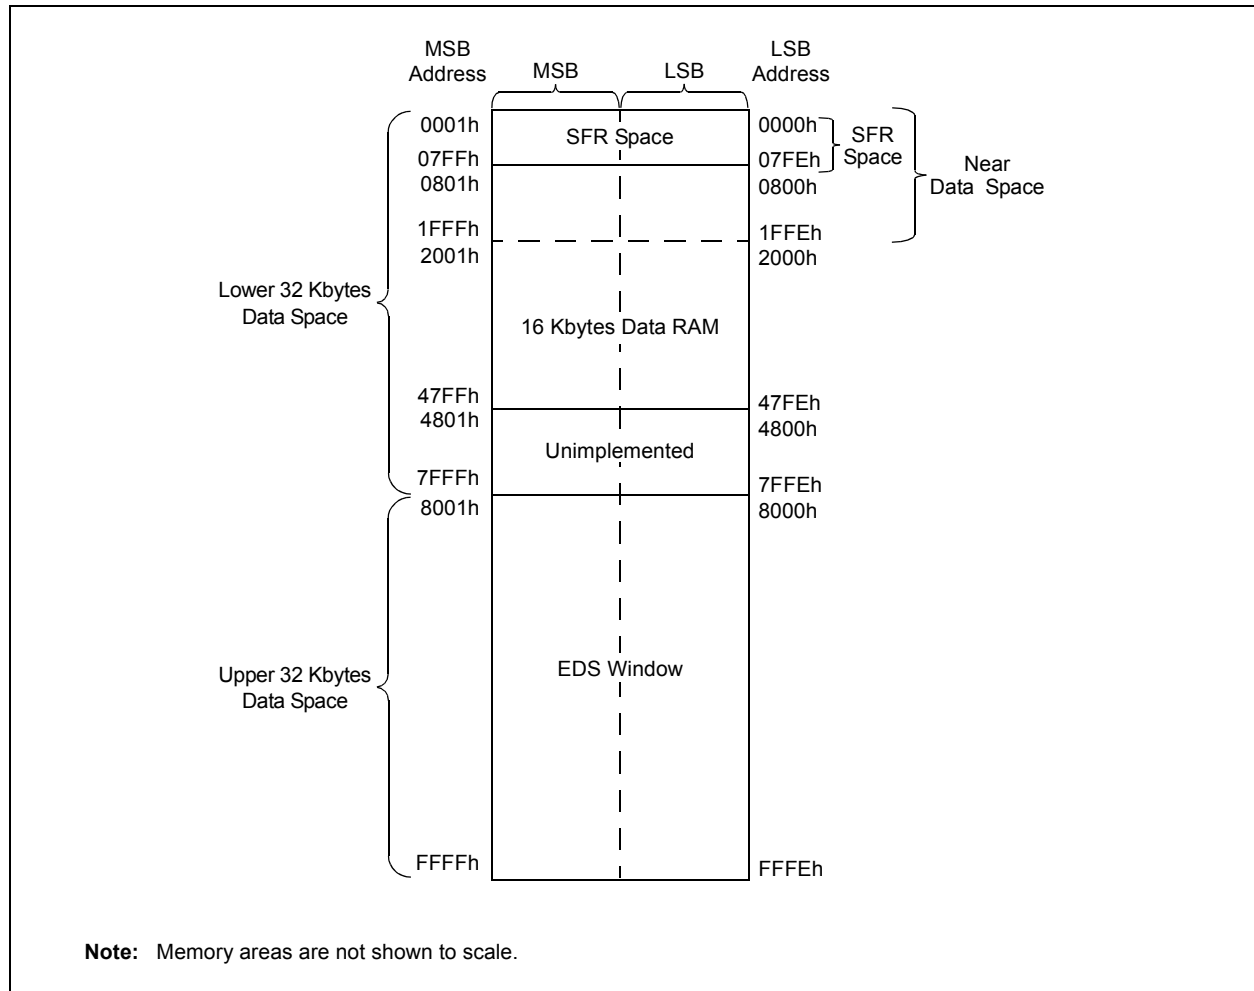 MSB
Address
MSB
LSB
LSB
Address
0001h
SFR Space
0000h
SFR
Space
07FFh
07FEh
0801h
0800h
Near
Data Space
1FFFh
1FFEh
2001h
2000h
Lower 32 Kbytes
Data Space
16 Kbytes Data RAM
47FFh
47FEh
4801h
4800h
Unimplemented
7FFFh
7FFEh
8001h
8000h
Upper 32 Kbytes
Data Space
EDS Window
FFFFh
FFFEh
Note: Memory areas are not shown to scale.